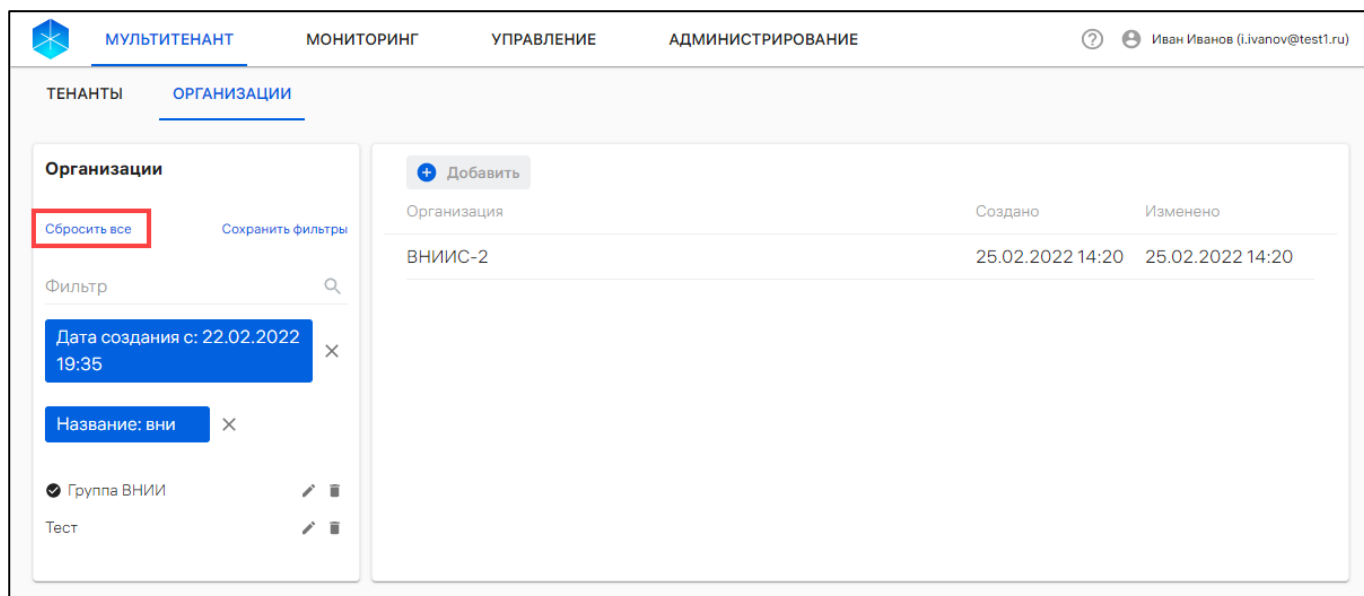 МУЛЬТИТЕНАНТ МОНИТОРИНГ УПРАВЛЕНИЕ АДМИНИСТРИРОВАНИЕ ? Иван Иванов (i.ivanov@test1.ru)
ТЕНАНТЫ ОРГАНИЗАЦИИ
Организации
Сбросить все Сохранить фильтры
Фильтр
Дата создания с: 22.02.2022
19:35
Название: вни
Группа ВНИИ
Тест
Добавить
Организация Создано Изменено
ВНИИС-2 25.02.2022 14:20 25.02.2022 14:20